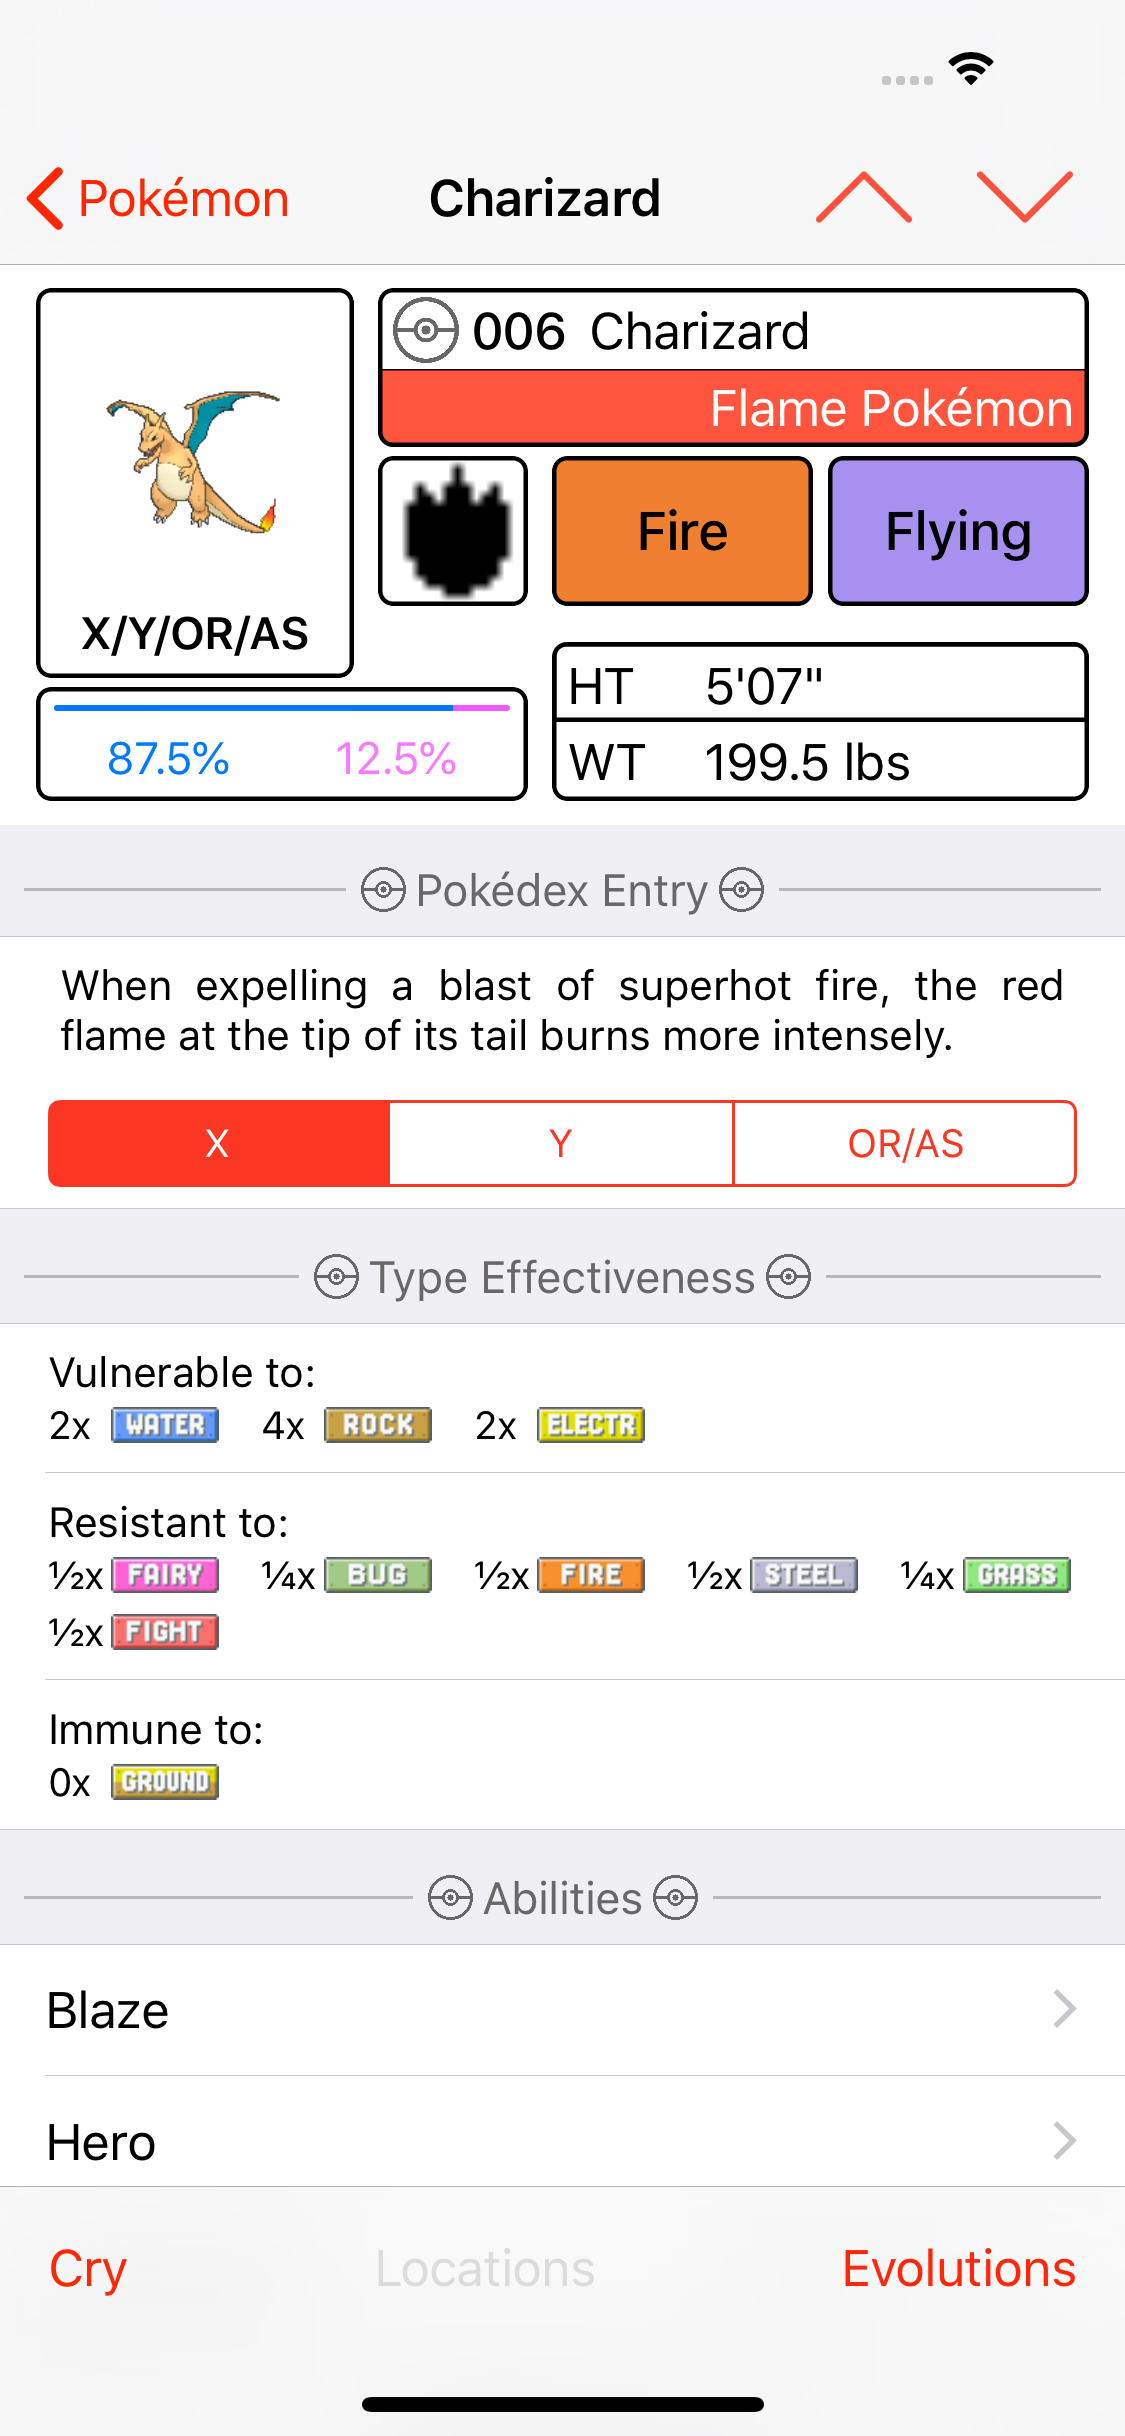 Pokémon
Charizard
006 Charizard
Flame Pokémon
Fire
Flying
X/Y/OR/AS
HT 5'07"
87.5% 12.5%
WT 199.5 lbs
Pokédex Entry
When expelling a blast of superhot fire, the red
flame at the tip of its tail burns more intensely.
X Y OR/AS
Type Effectiveness
Vulnerable to:
2x WATER 4x ROCK 2x ELECTR
Resistant to:
½x FAIRY ¼x BUG ½x FIRE ½x STEEL ¼x GRASS
½x FIGHT
Immune to:
0x GROUND
Abilities
Blaze
Hero
Cry Locations Evolutions